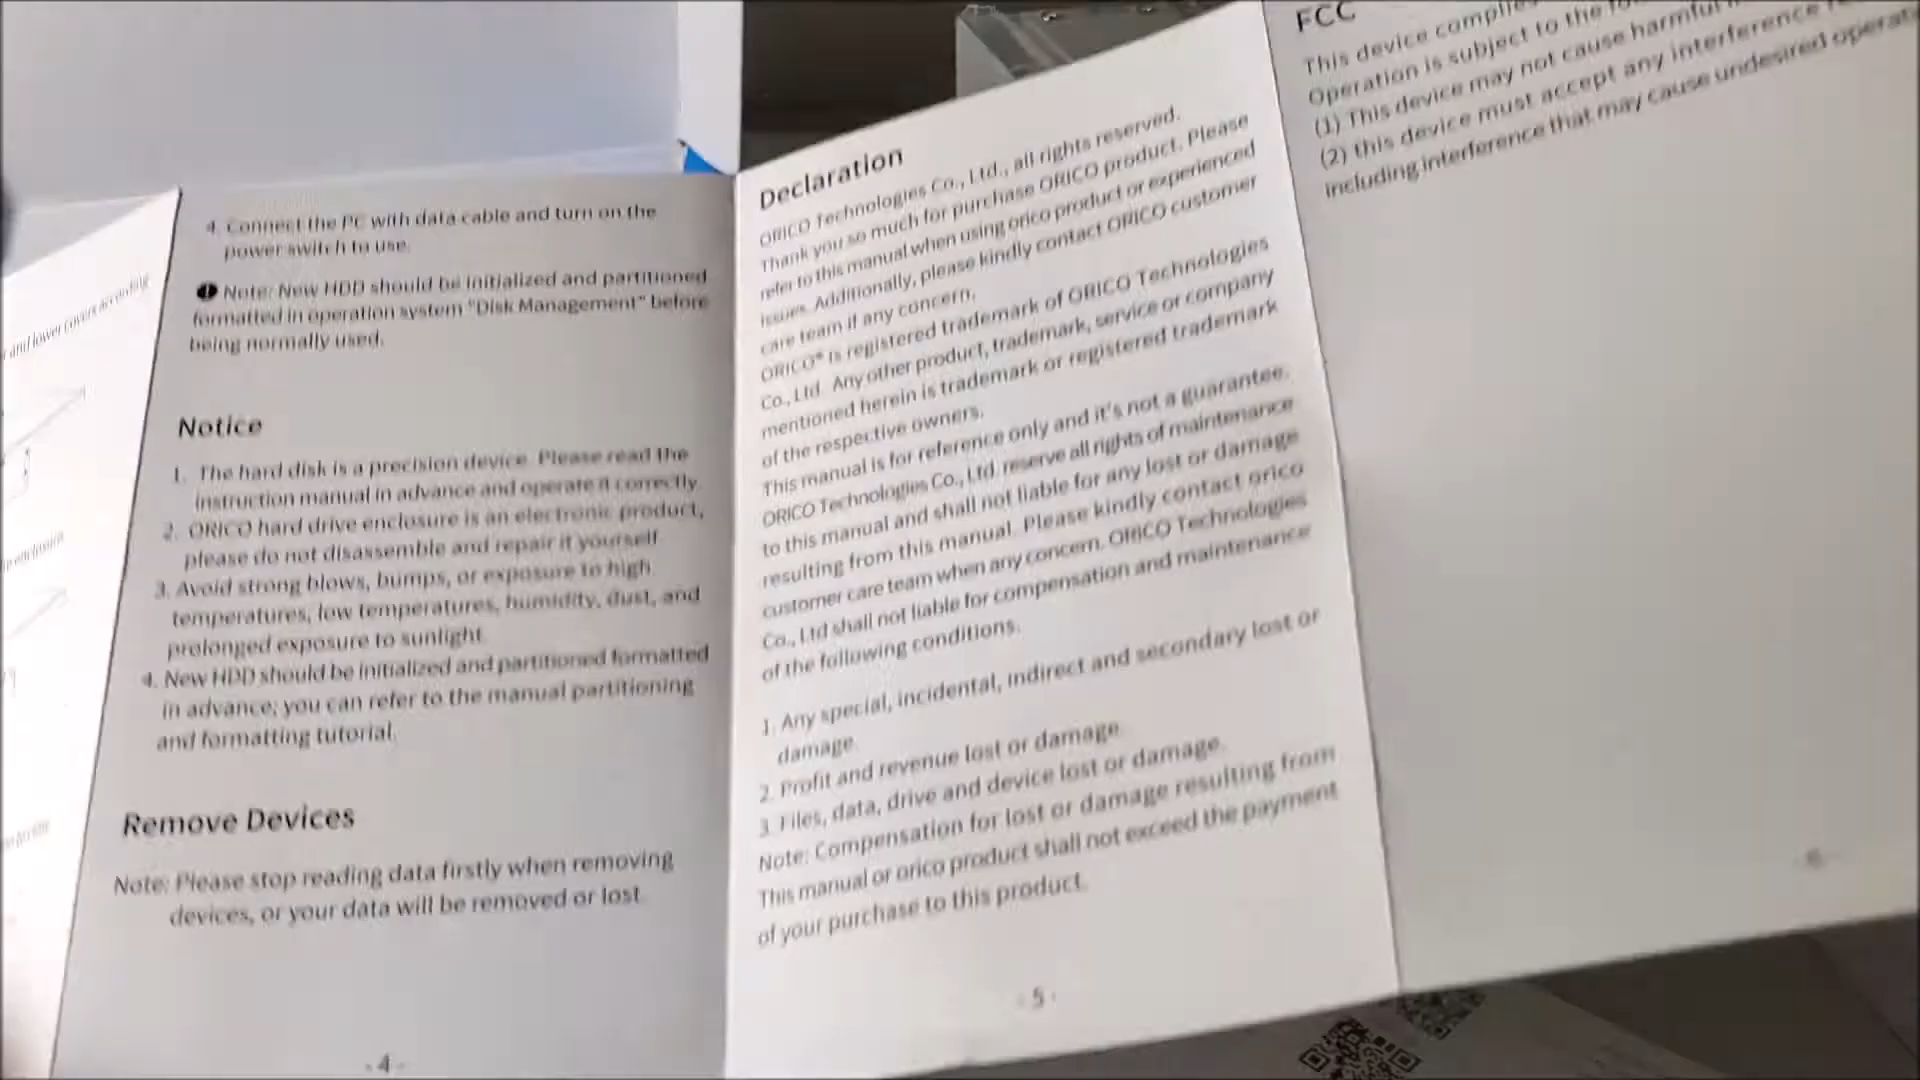 and lower covers according
4. Connect the PC with data cable and turn on the
power switch to use.
Note: New HDD should be initialized and partitioned
formatted in operation system "Disk Management" before
being normally used.
Notice
1. The hard disk is a precision device. Please read the
instruction manual in advance and operate it correctly.
2. ORICO hard drive enclosure is an electronic product,
please do not disassemble and repair it yourself.
3. Avoid strong blows, bumps, or exposure to high
temperatures, low temperatures, humidity, dust, and
prolonged exposure to sunlight.
4. New HDD should be initialized and partitioned formatted
in advance; you can refer to the manual partitioning
and formatting tutorial.
Remove Devices
Note: Please stop reading data firstly when removing
devices, or your data will be removed or lost.
- 4 -
Declaration
ORICO Technologies Co., Ltd., all rights reserved.
Thank you so much for purchase ORICO product. Please
refer to this manual when using orico product or experienced
issues. Additionally, please kindly contact ORICO customer
care team if any concern.
ORICO® is registered trademark of ORICO Technologies
Co., Ltd. Any other product, trademark, service or company
mentioned herein is trademark or registered trademark
of the respective owners.
This manual is for reference only and it's not a guarantee.
ORICO Technologies Co., Ltd. reserve all rights of maintenance
to this manual and shall not liable for any lost or damage
resulting from this manual. Please kindly contact orico
customer care team when any concern. ORICO Technologies
Co., Ltd shall not liable for compensation and maintenance
of the following conditions.
1. Any special, incidental, indirect and secondary lost or
damage.
2. Profit and revenue lost or damage.
3. Files, data, drive and device lost or damage.
Note: Compensation for lost or damage resulting from
This manual or orico product shall not exceed the payment
of your purchase to this product.
- 5 -
FCC
This device complies
Operation is subject to the
(1) This device may not cause harmful
(2) this device must accept any interference
including interference that may cause undesired
- 6 -